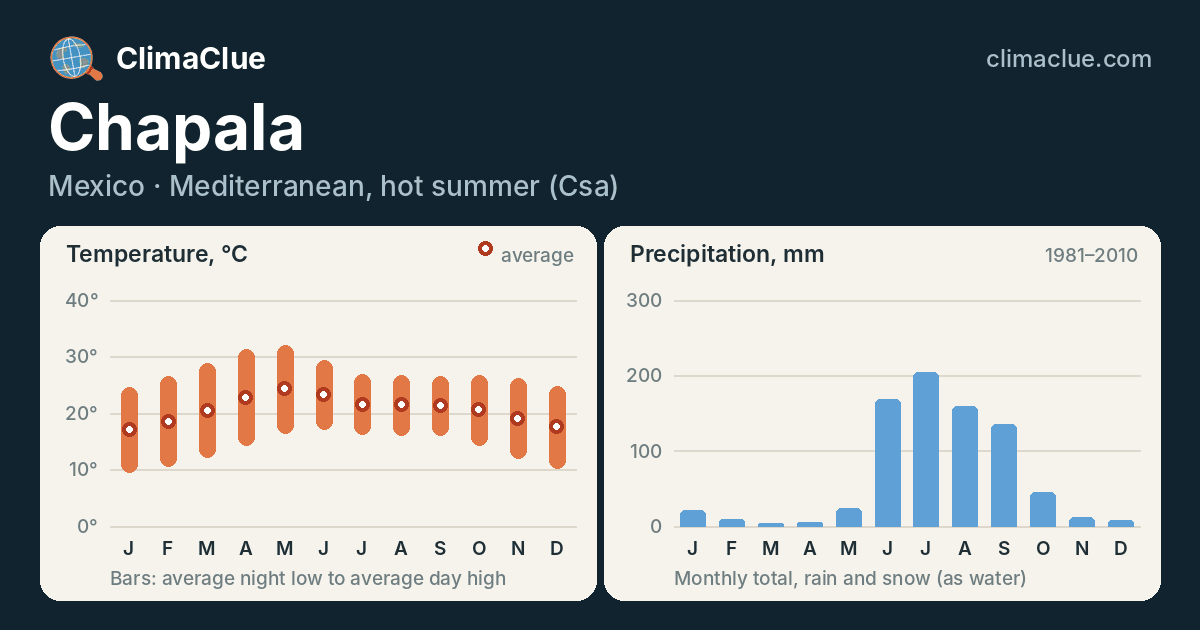 ClimaClue
climaclue.com
Chapala
Mexico · Mediterranean, hot summer (Csa)
Temperature, °C
average
40°
30°
20°
10°
0°
J F M A M J J A S O N D
Bars: average night low to average day high
Precipitation, mm
1981–2010
300
200
100
0
J F M A M J J A S O N D
Monthly total, rain and snow (as water)